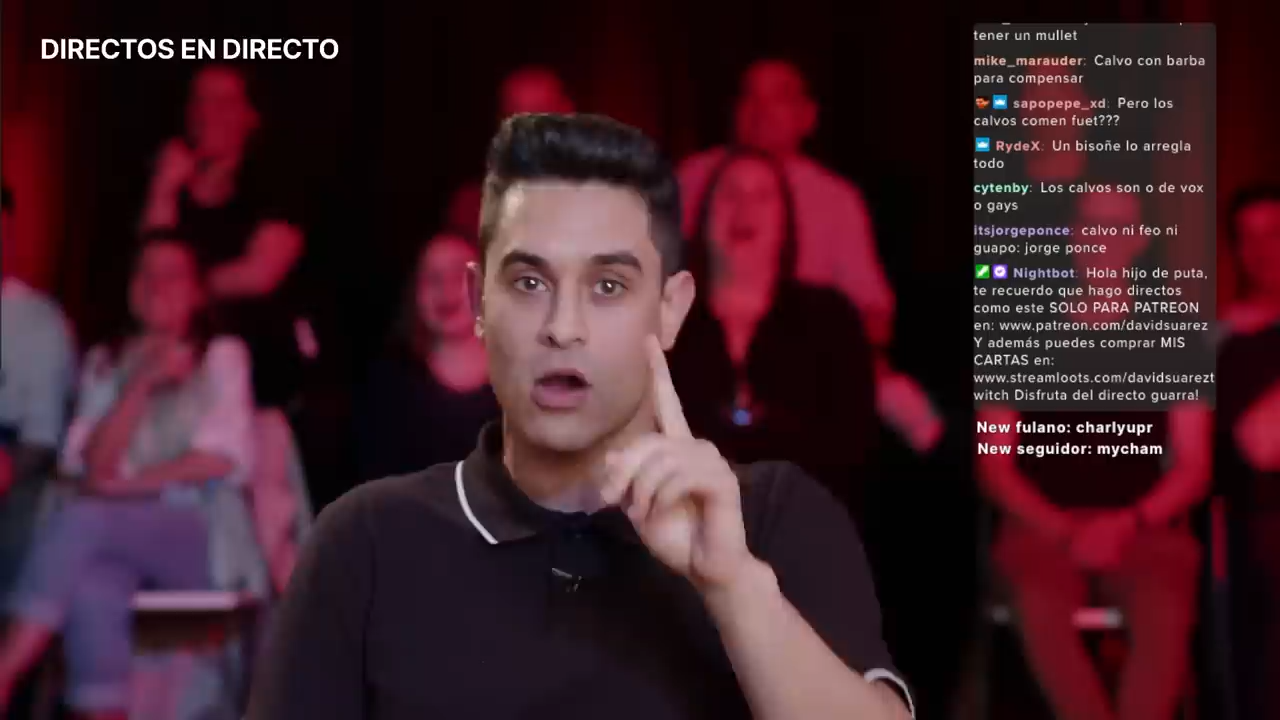 DIRECTOS EN DIRECTO
tener un mullet
mike_marauder: Calvo con barba
para compensar
sapopepe_xd: Pero los
calvos comen fuet???
RydeX: Un bisoñe lo arregla
todo
cytenby: Los calvos son o de vox
o gays
itsjorgeponce: calvo ni feo ni
guapo: jorge ponce
Nightbot: Hola hijo de puta,
te recuerdo que hago directos
como este SOLO PARA PATREON
en: www.patreon.com/davidsuarez
Y además puedes comprar MIS
CARTAS en:
www.streamloots.com/davidsuarezt
witch Disfruta del directo guarra!
New fulano: charlyupr
New seguidor: mycham